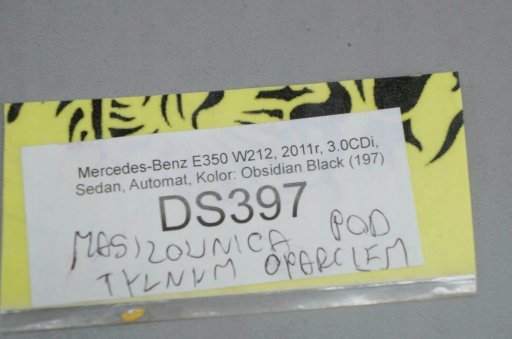 Mercedes-Benz E350 W212, 2011r, 3.0CDi,
Sedan, Automat, Kolor: Obsidian Black (197)
DS397
MASIZOWNICA POD
TYLNYM OPARCIEM